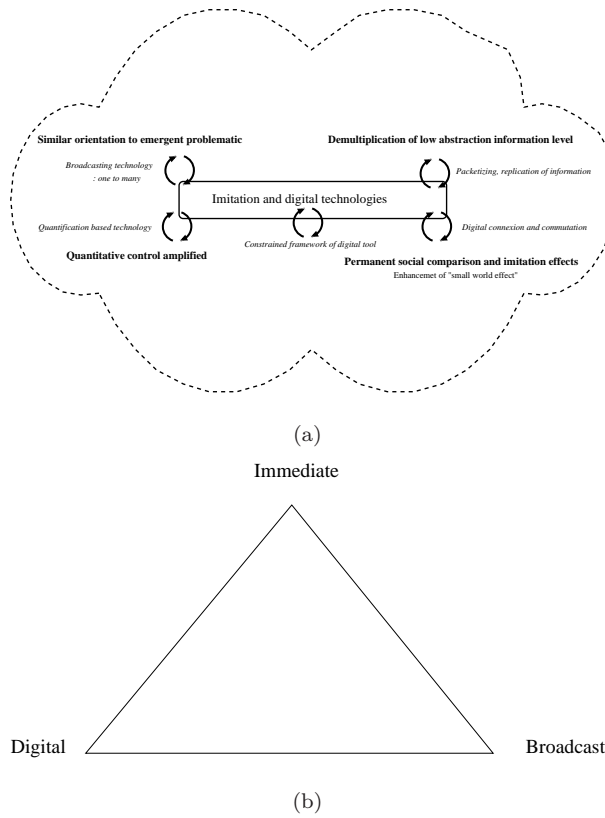 Similar orientation to emergent problematic
Demultiplication of low abstraction information level
Broadcasting technology
: one to many
Packetizing, replication of information
Imitation and digital technologies
Quantification based technology
Digital connexion and commutation
Constrained framework of digital tool
Quantitative control amplified
Permanent social comparison and imitation effects
Enhancemet of "small world effect"
(a)
Immediate
Digital
Broadcast
(b)